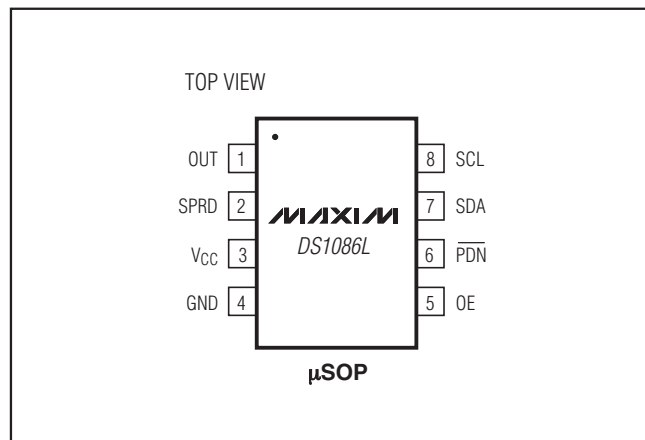 TOP VIEW
OUT 1
SPRD 2
VCC 3
GND 4
MAXIM
DS1086L
8 SCL
7 SDA
6 PDN
5 OE
µSOP